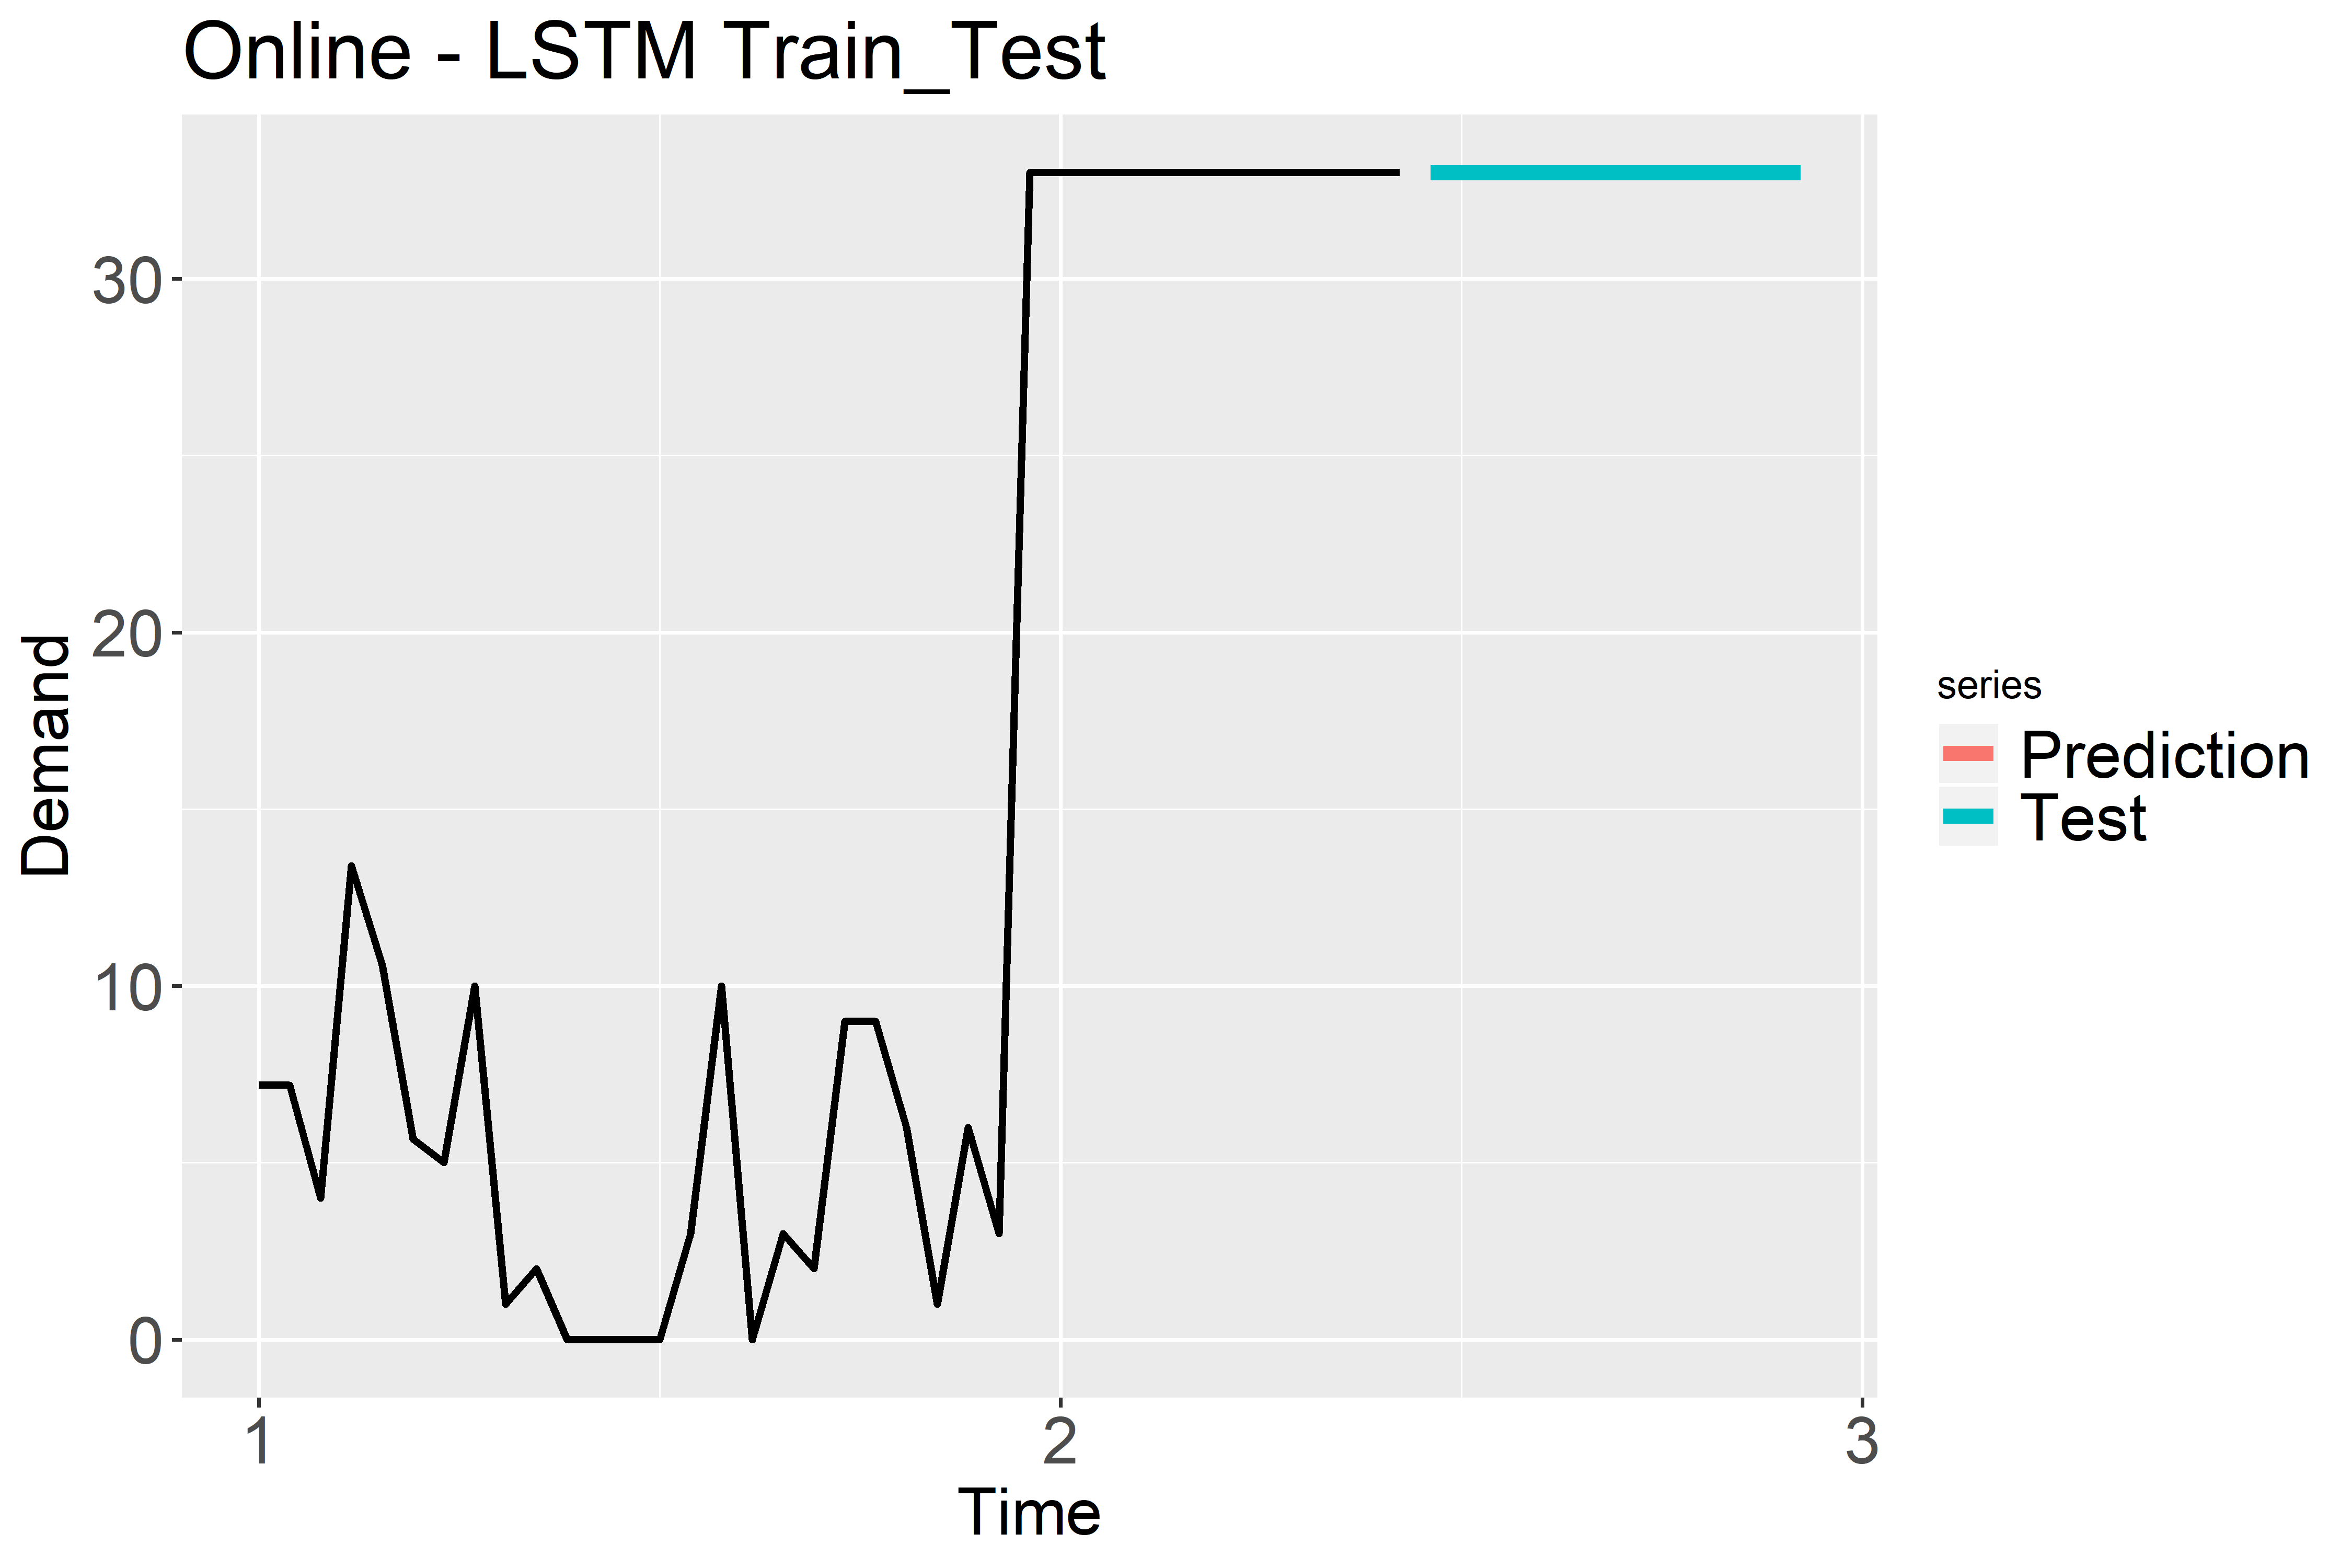 Online - LSTM Train_Test
Demand
30
20
10
0
1
2
3
Time
series
Prediction
Test